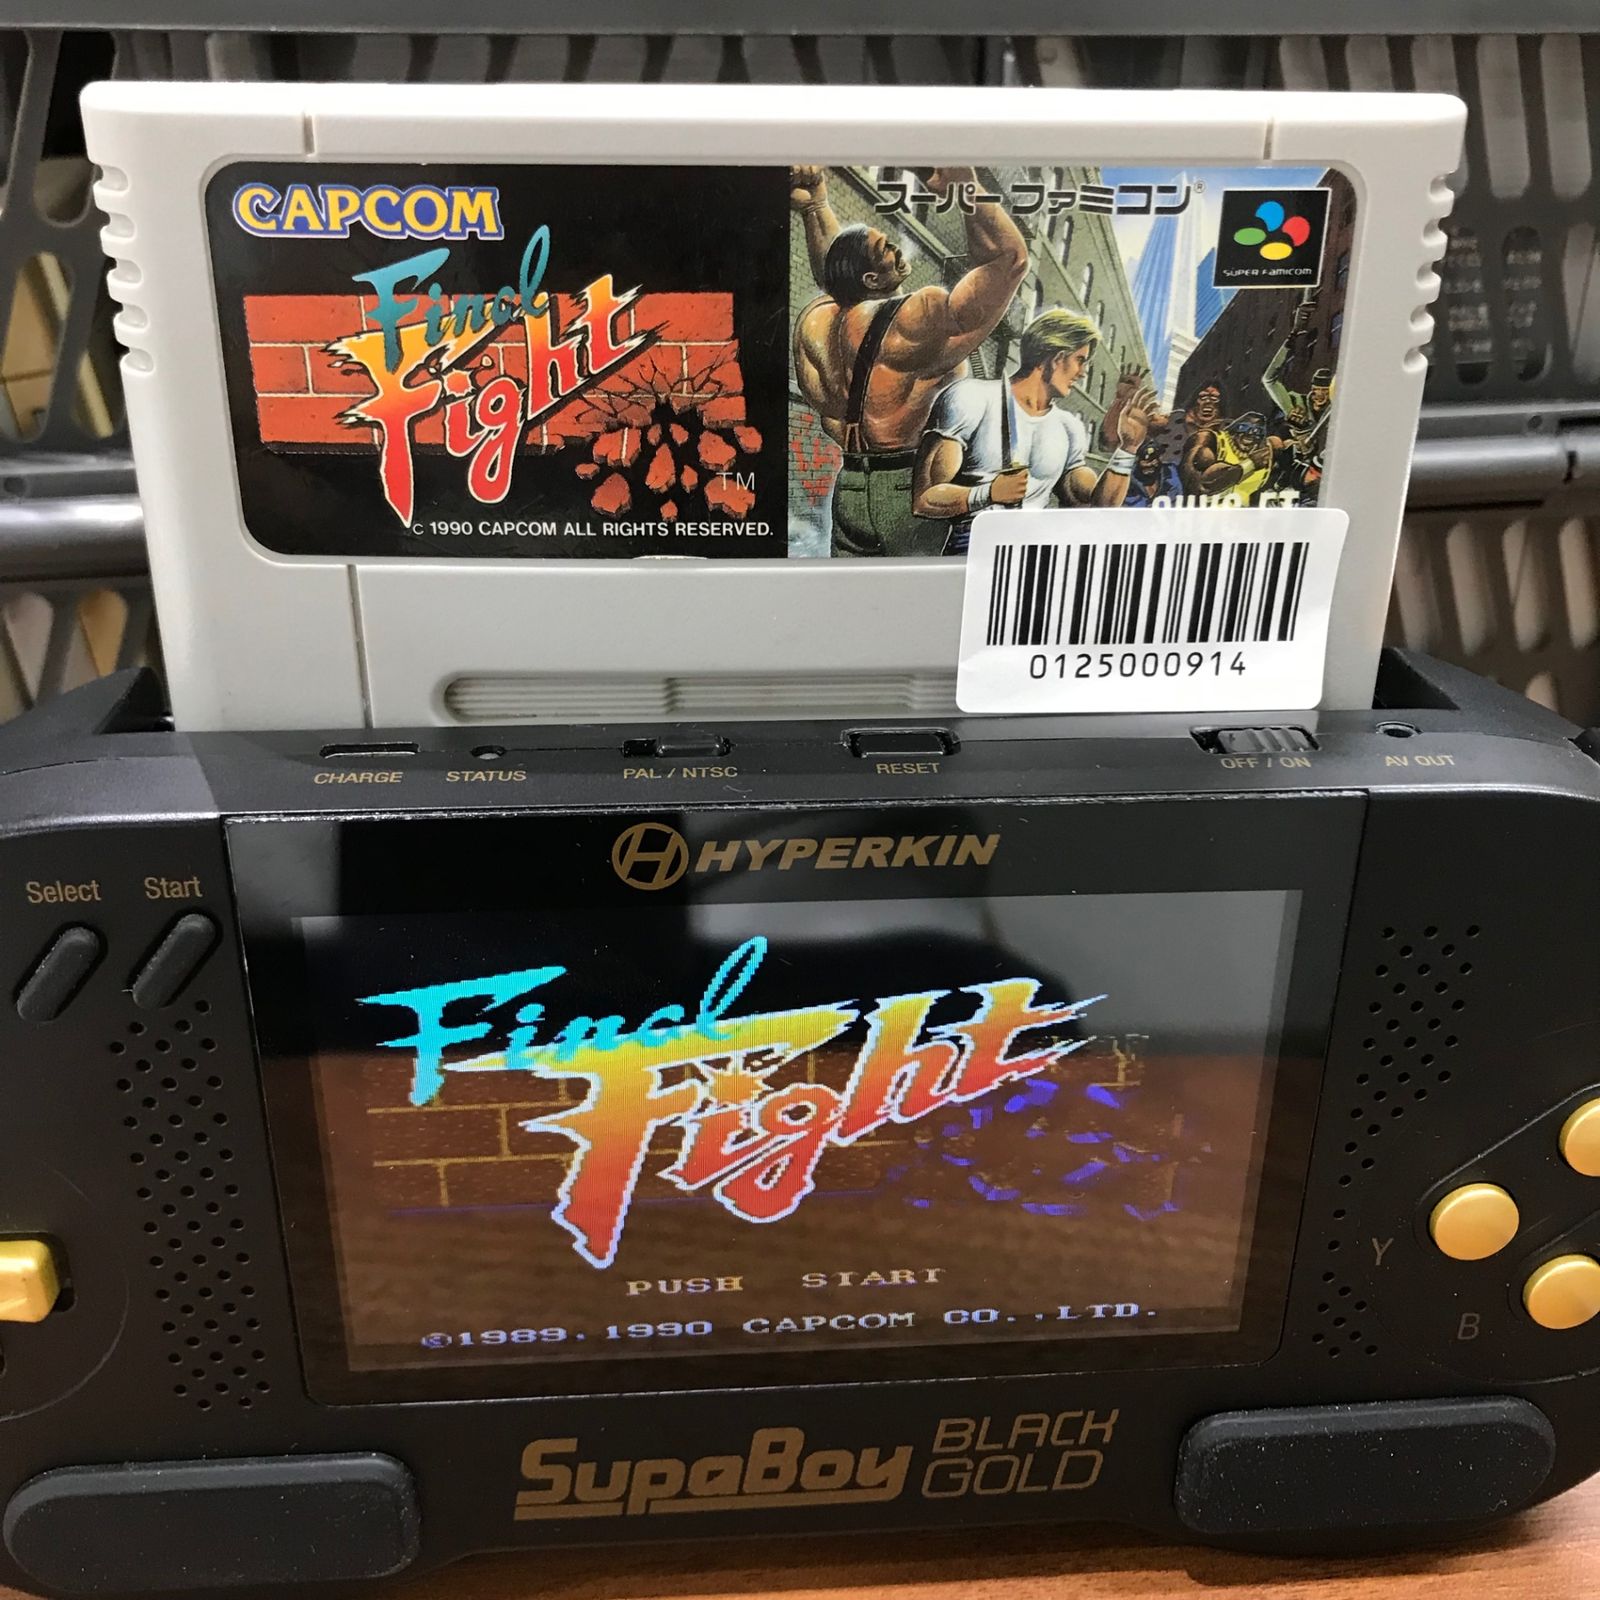 CAPCOM
Final
Fight
TM
C 1990 CAPCOM ALL RIGHTS RESERVED.
スーパーファミコン®
SUPER FAMICOM
0125000914
CHARGE STATUS PAL / NTSC RESET OFF / ON AV OUT
HYPERKIN
Select Start
Final
Fight
PUSH START
©1989,1990 CAPCOM CO.,LTD.
Y
B
SupaBoy BLACK
GOLD